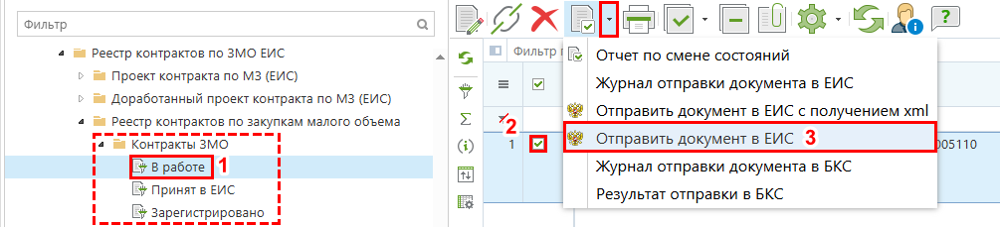 Фильтр
Реестр контрактов по ЗМО ЕИС
Проект контракта по МЗ (ЕИС)
Доработанный проект контракта по МЗ (ЕИС)
Реестр контрактов по закупкам малого объема
Контракты ЗМО
В работе 1
Принят в ЕИС
Зарегистрировано
Фильтр п
2
1
005110
Отчет по смене состояний
Журнал отправки документа в ЕИС
Отправить документ в ЕИС с получением xml
Отправить документ в ЕИС 3
Журнал отправки документа в БКС
Результат отправки в БКС